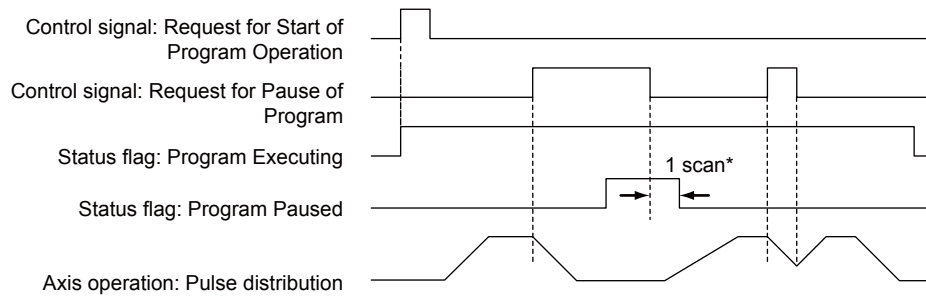 Control signal: Request for Start of
Program Operation
Control signal: Request for Pause of
Program
Status flag: Program Executing
1 scan*
Status flag: Program Paused
Axis operation: Pulse distribution